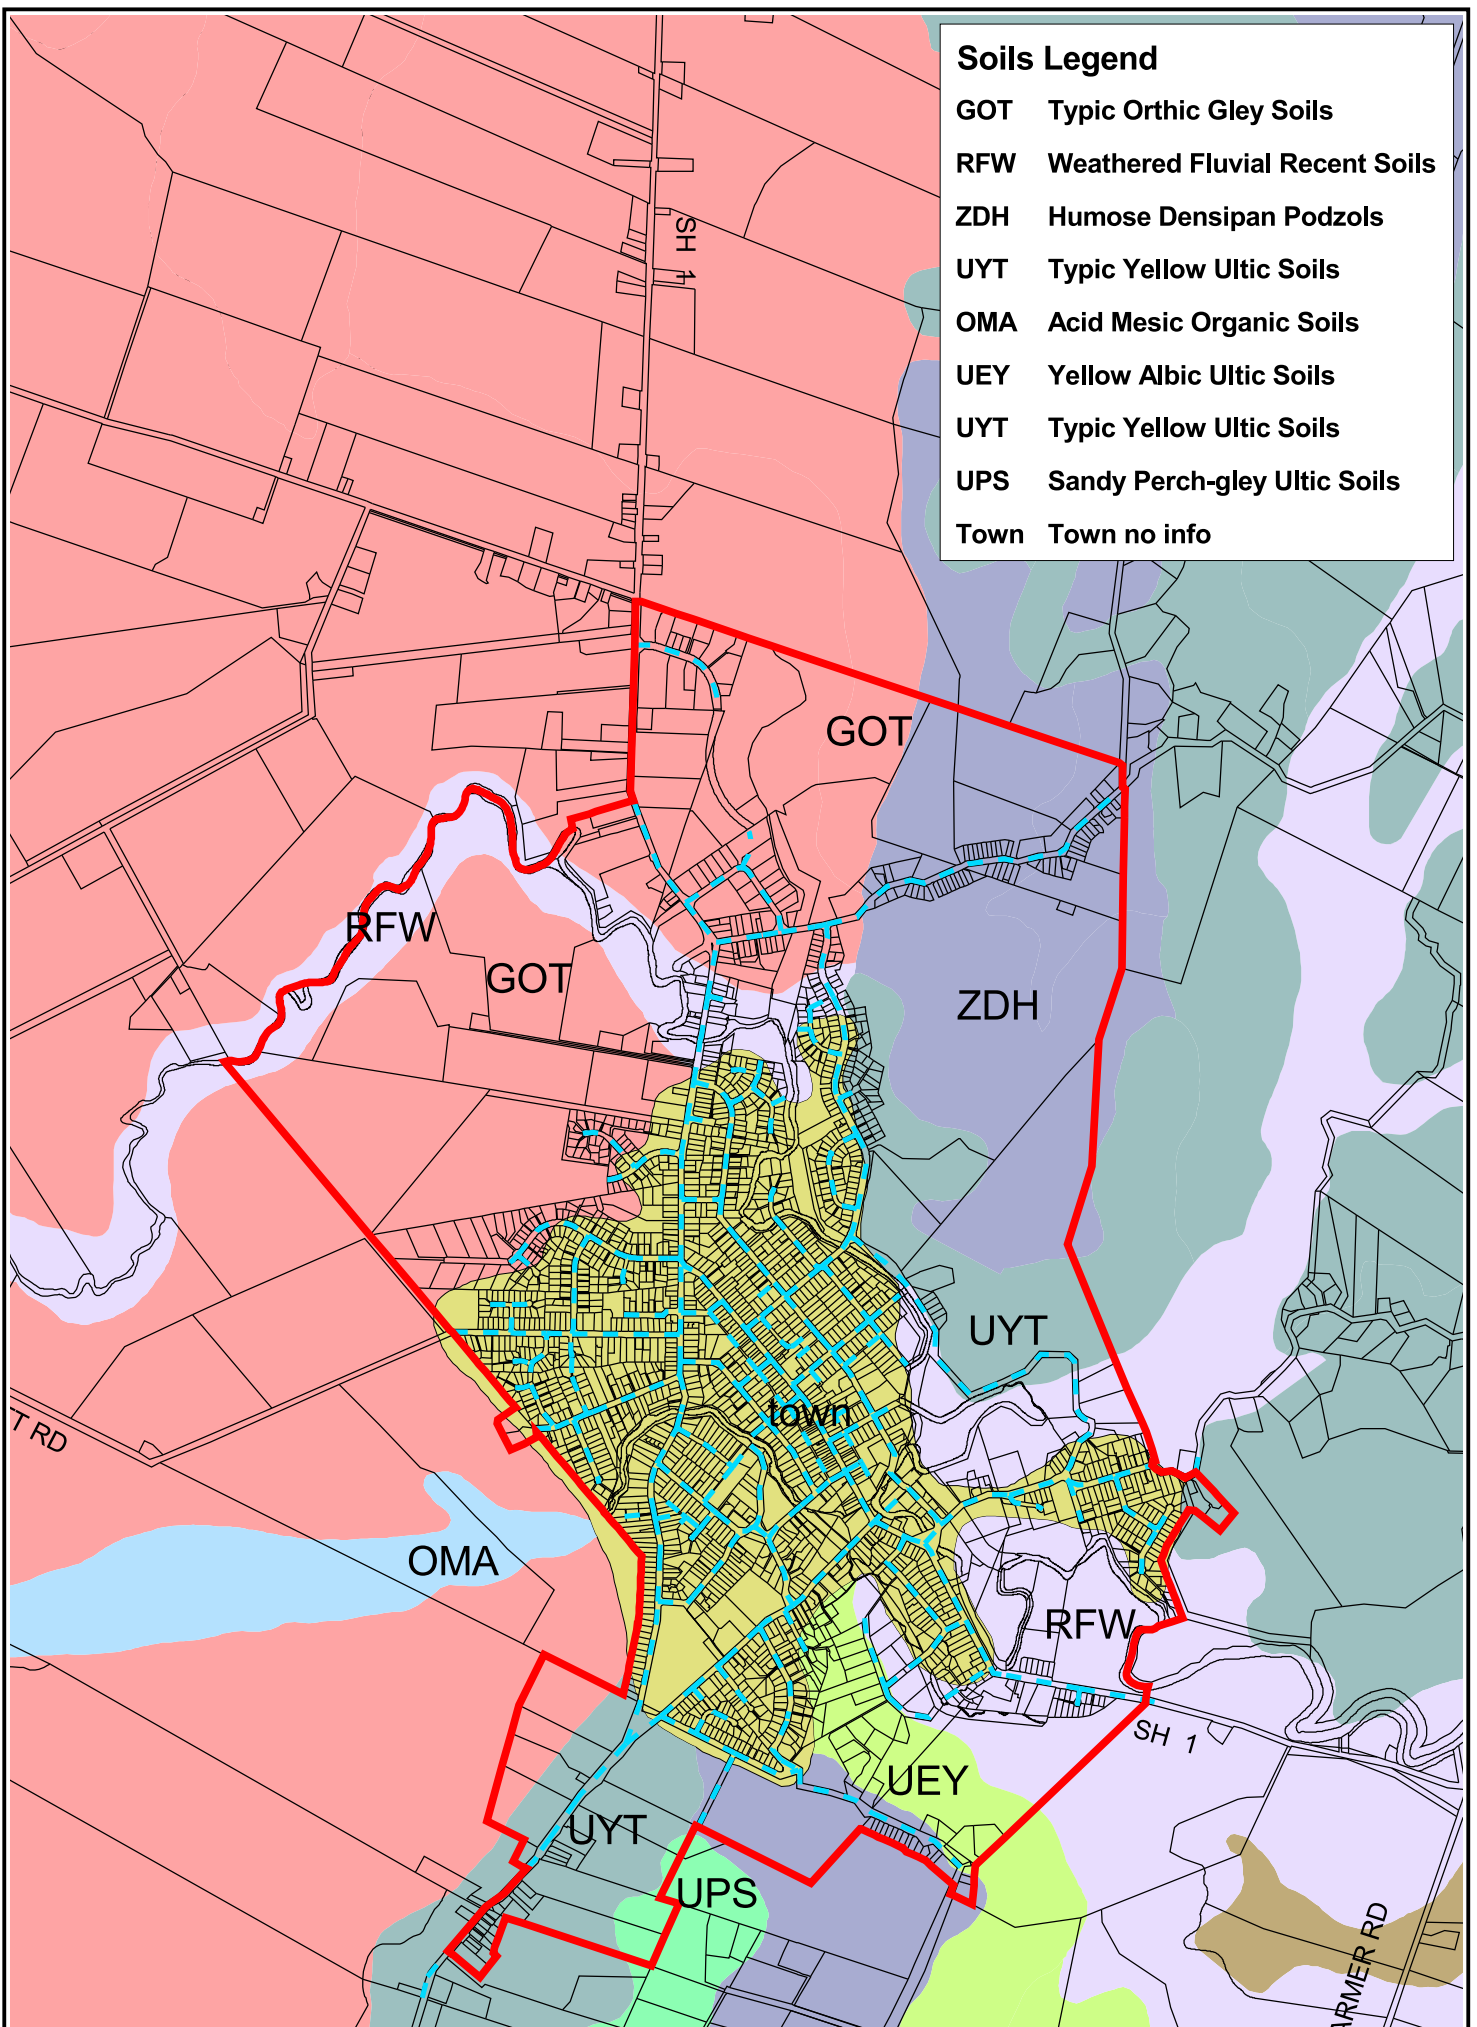 Soils Legend
GOT Typic Orthic Gley Soils
RFW Weathered Fluvial Recent Soils
ZDH Humose Densipan Podzols
UYT Typic Yellow Ultic Soils
OMA Acid Mesic Organic Soils
UEY Yellow Albic Ultic Soils
UYT Typic Yellow Ultic Soils
UPS Sandy Perch-gley Ultic Soils
Town Town no info
SH 1
GOT
RFW
GOT
ZDH
UYT
town
T RD
OMA
RFW
SH 1
UEY
UYT
UPS
ARMER RD